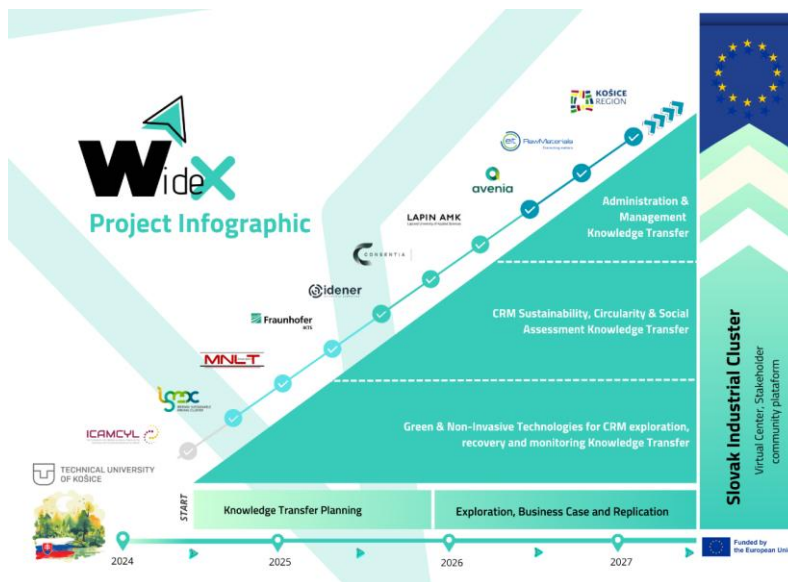 WideX
Project Infographic
KOŠICE
REGION
RawMaterials
avenia
LAPIN AMK
CONSENTIA
idener
Fraunhofer
MNLT
ICAMCYL
TECHNICAL UNIVERSITY
OF KOŠICE
Administration &
Management
Knowledge Transfer
CRM Sustainability, Circularity & Social
Assessment Knowledge Transfer
Green & Non-Invasive Technologies for CRM exploration,
recovery and monitoring Knowledge Transfer
Slovak Industrial Cluster
Virtual Center, Stakeholder
community plataform
START
Knowledge Transfer Planning
Exploration, Business Case and Replication
2024
2025
2026
2027
Funded by
the European Uni